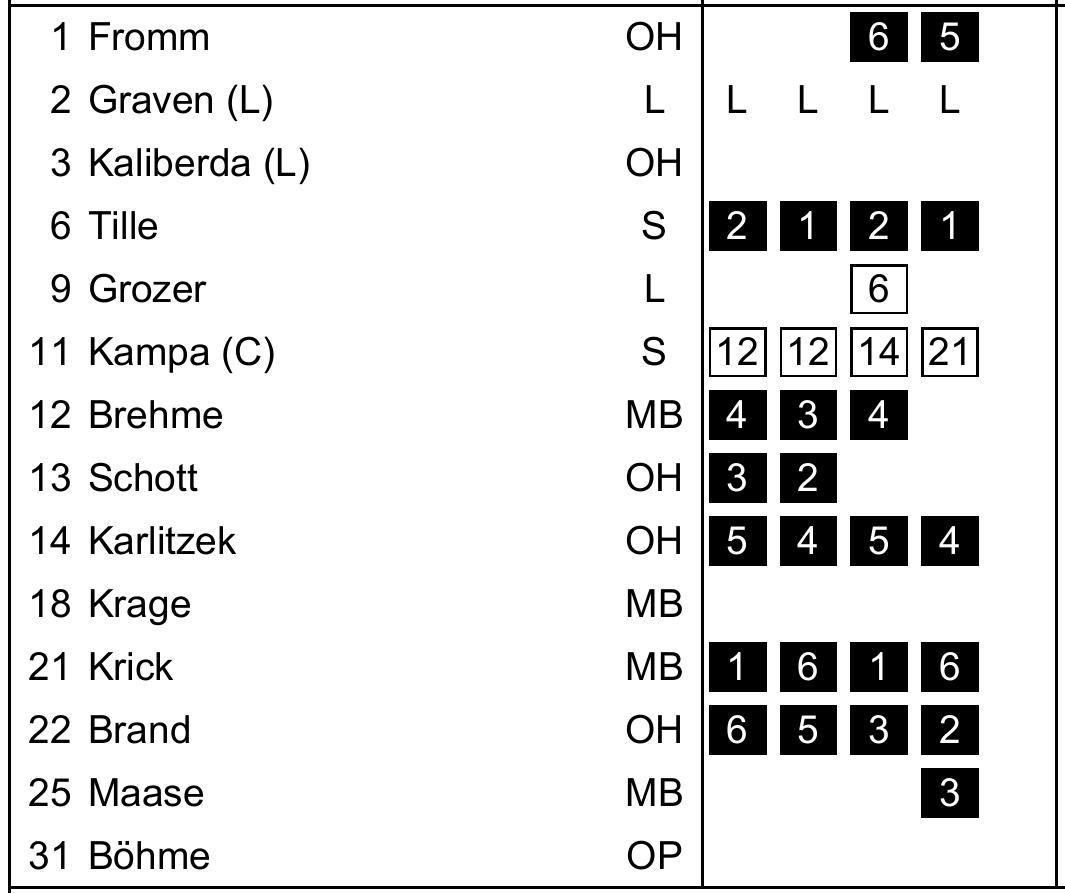 1 Fromm OH 6 5
2 Graven (L) L L L L L
3 Kaliberda (L) OH
6 Tille S 2 1 2 1
9 Grozer L 6
11 Kampa (C) S 12 12 14 21
12 Brehme MB 4 3 4
13 Schott OH 3 2
14 Karlitzek OH 5 4 5 4
18 Krage MB
21 Krick MB 1 6 1 6
22 Brand OH 6 5 3 2
25 Maase MB 3
31 Böhme OP